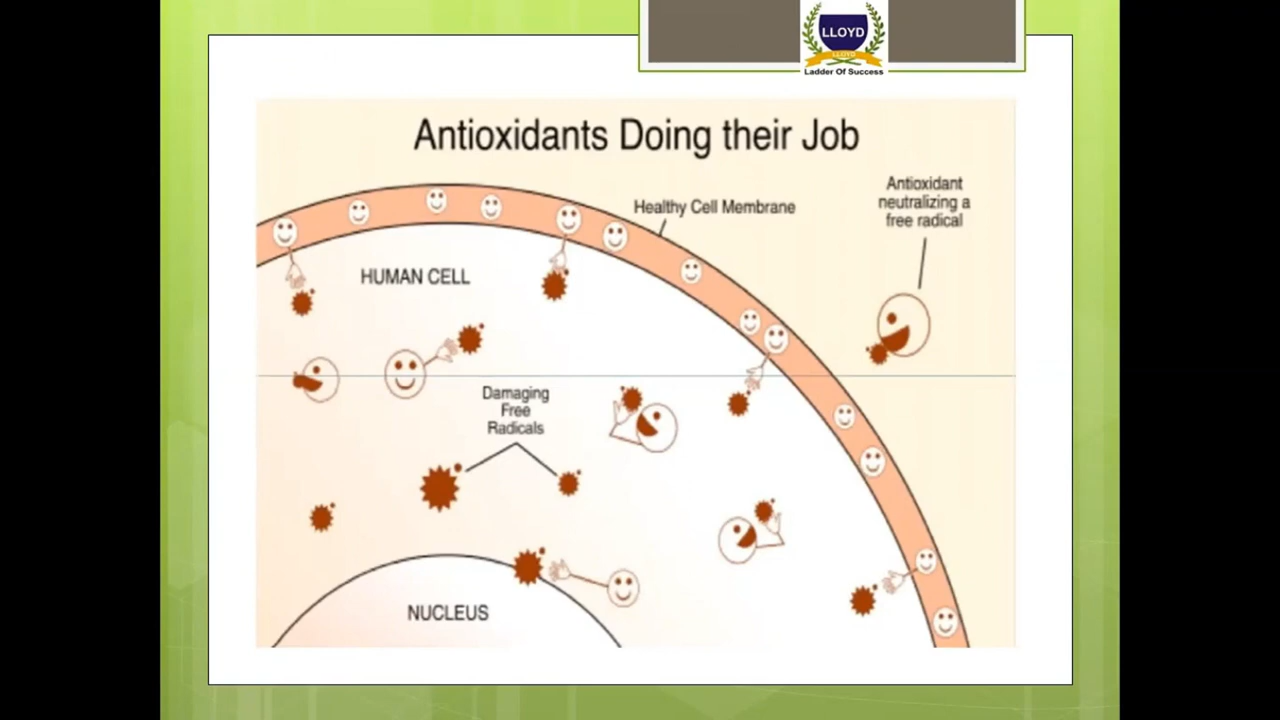 LLOYD
LLOYD
Ladder Of Success
Antioxidants Doing their Job
Antioxidant
neutralizing a
free radical
Healthy Cell Membrane
HUMAN CELL
Damaging
Free
Radicals
NUCLEUS